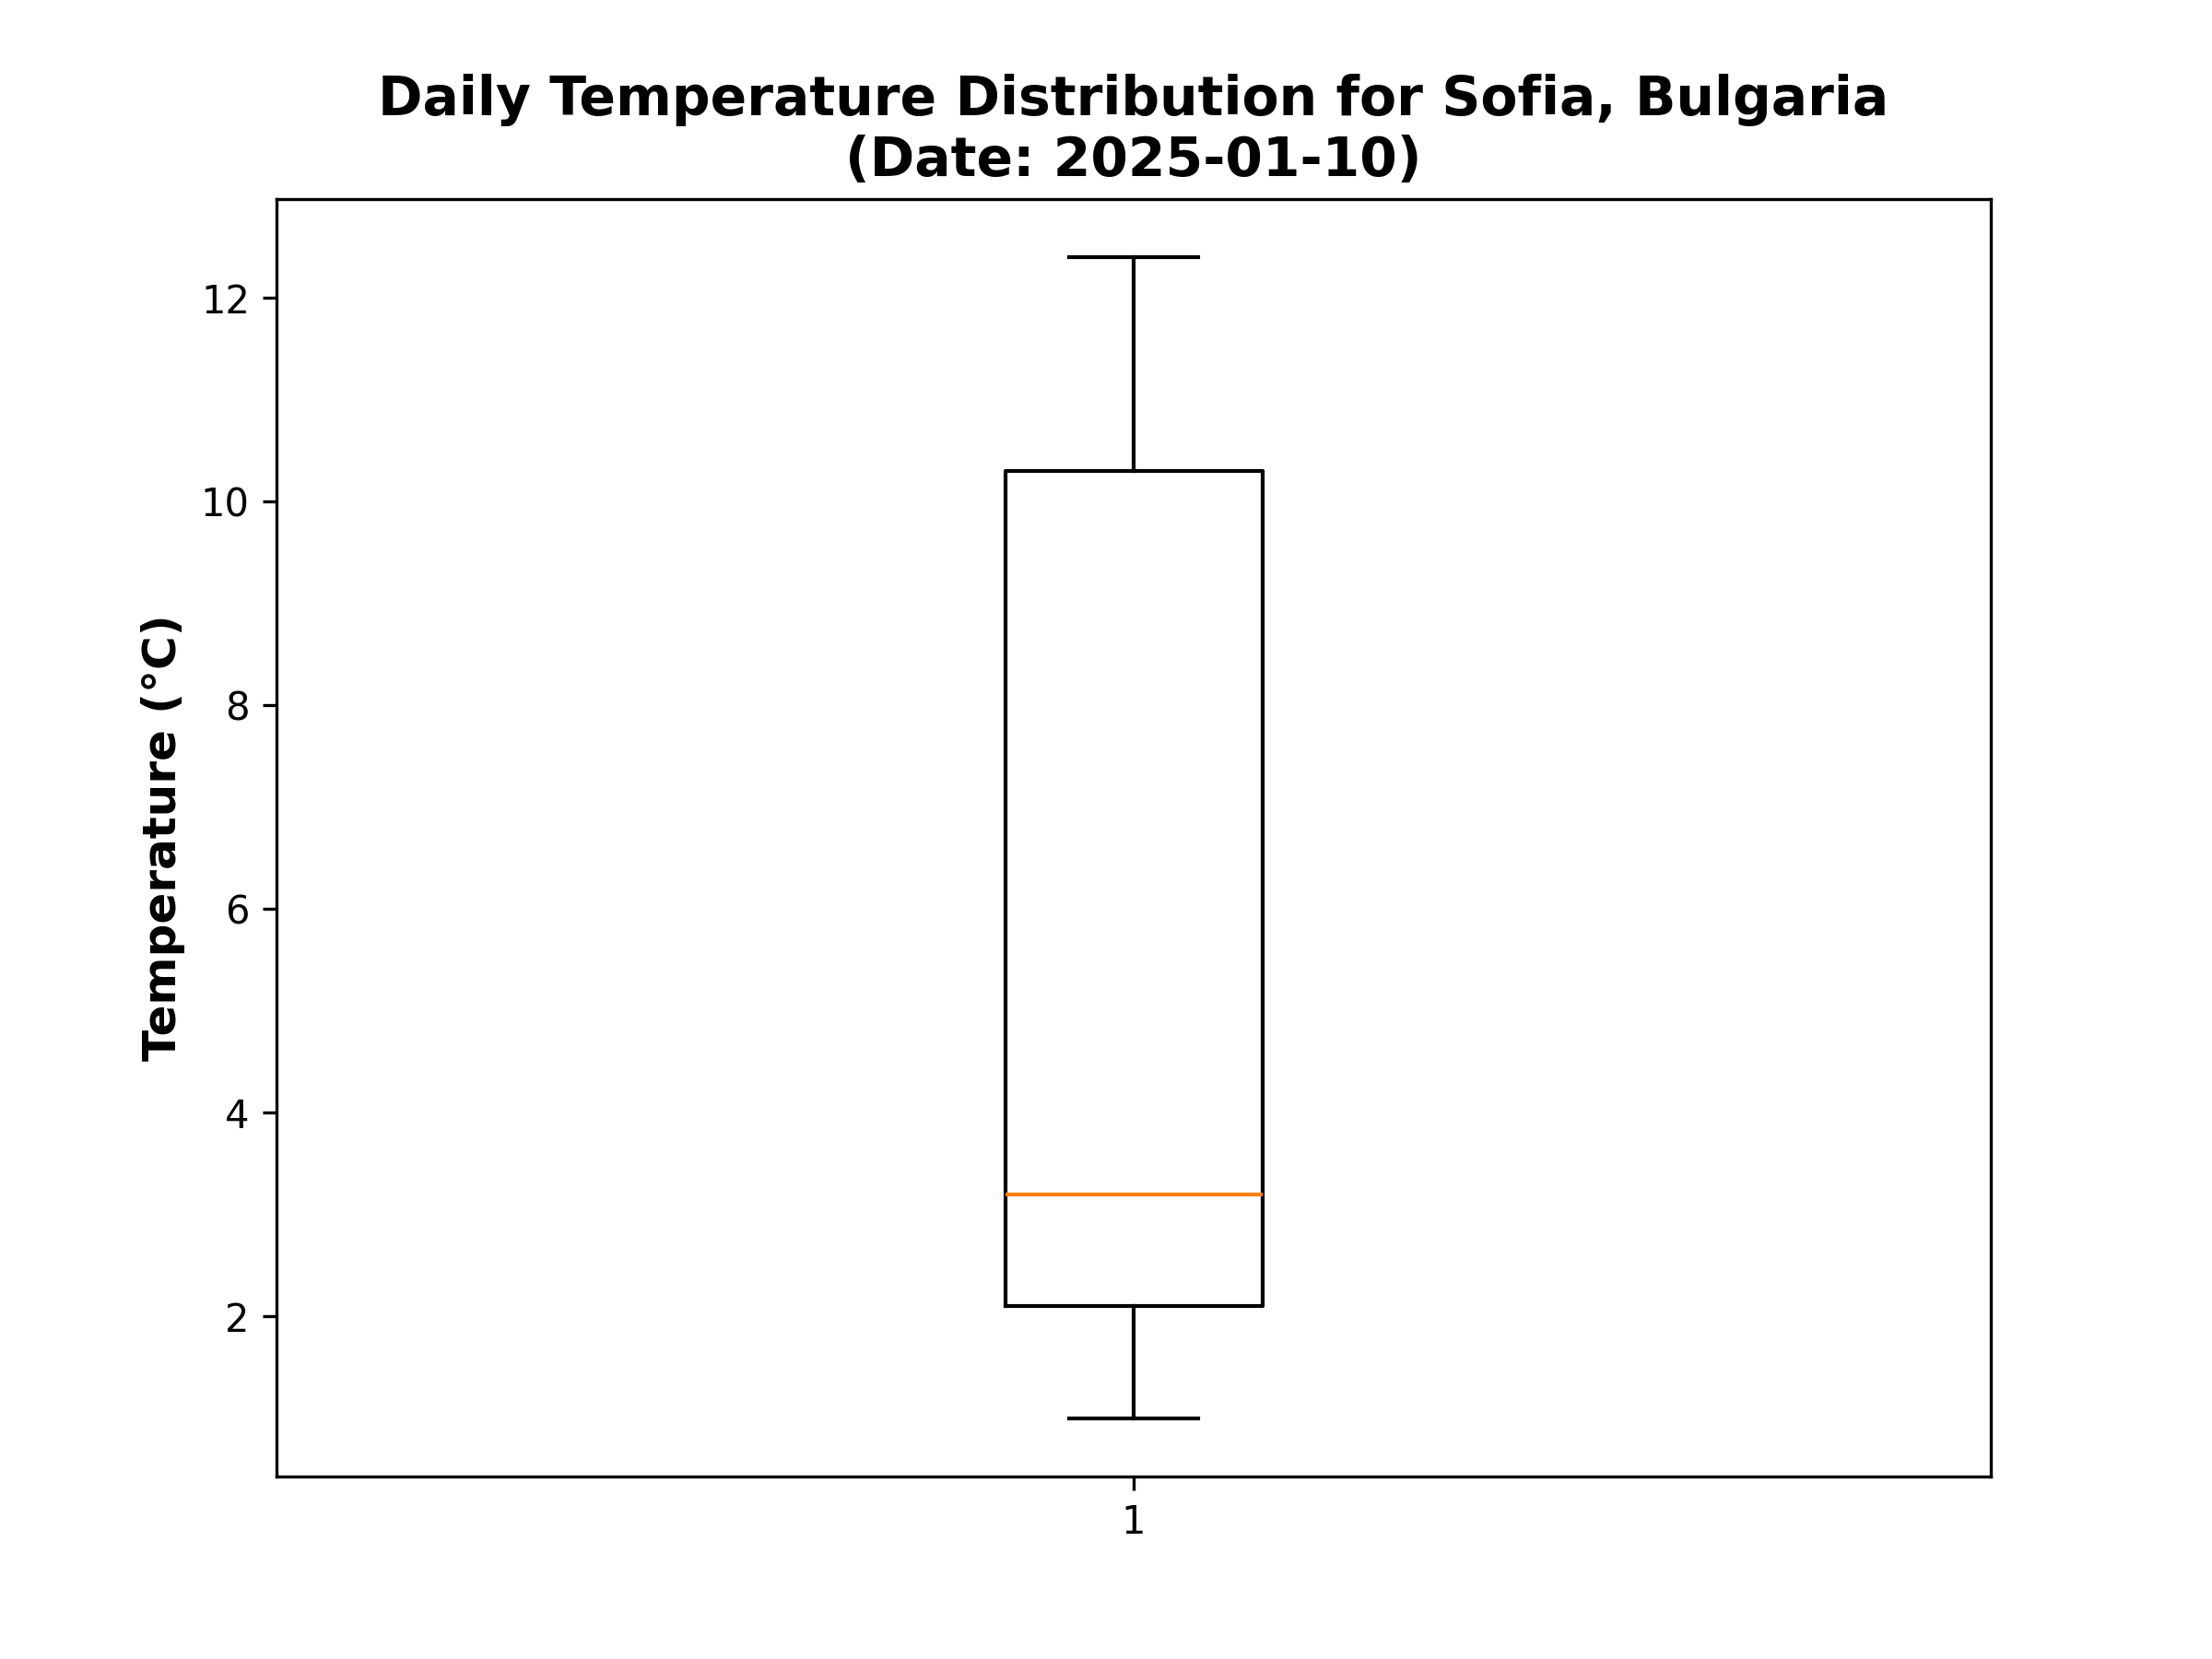 Daily Temperature Distribution for Sofia, Bulgaria
(Date: 2025-01-10)
Temperature (°C)
12
10
8
6
4
2
1